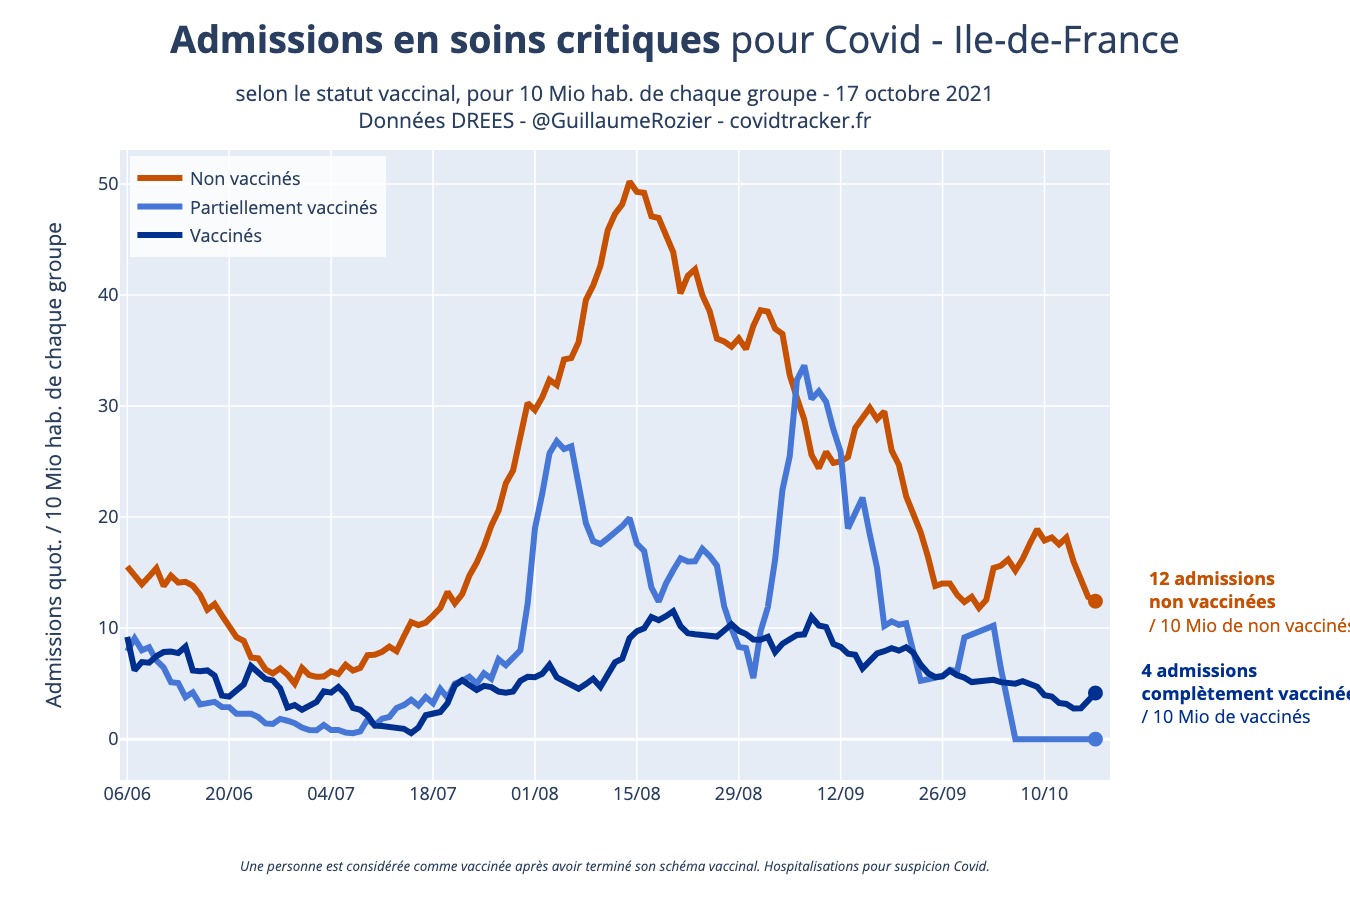 Admissions en soins critiques pour Covid - Ile-de-France
selon le statut vaccinal, pour 10 Mio hab. de chaque groupe - 17 octobre 2021
Données DREES - @GuillaumeRozier - covidtracker.fr
Non vaccinés
Partiellement vaccinés
Vaccinés
Admissions quot. / 10 Mio hab. de chaque groupe
50
40
30
20
10
0
06/06 20/06 04/07 18/07 01/08 15/08 29/08 12/09 26/09 10/10
12 admissions
non vaccinées
/ 10 Mio de non vaccinés
4 admissions
complètement vaccinée
/ 10 Mio de vaccinés
Une personne est considérée comme vaccinée après avoir terminé son schéma vaccinal. Hospitalisations pour suspicion Covid.